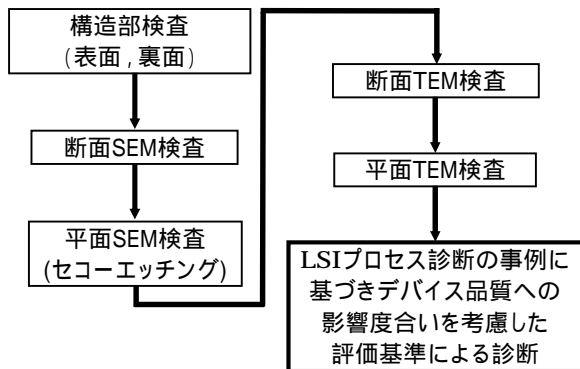 構造部検査
(表面,裏面)
断面SEM検査
平面SEM検査
(セコーエッチング)
断面TEM検査
平面TEM検査
LSIプロセス診断の事例に
基づきデバイス品質への
影響度合いを考慮した
評価基準による診断